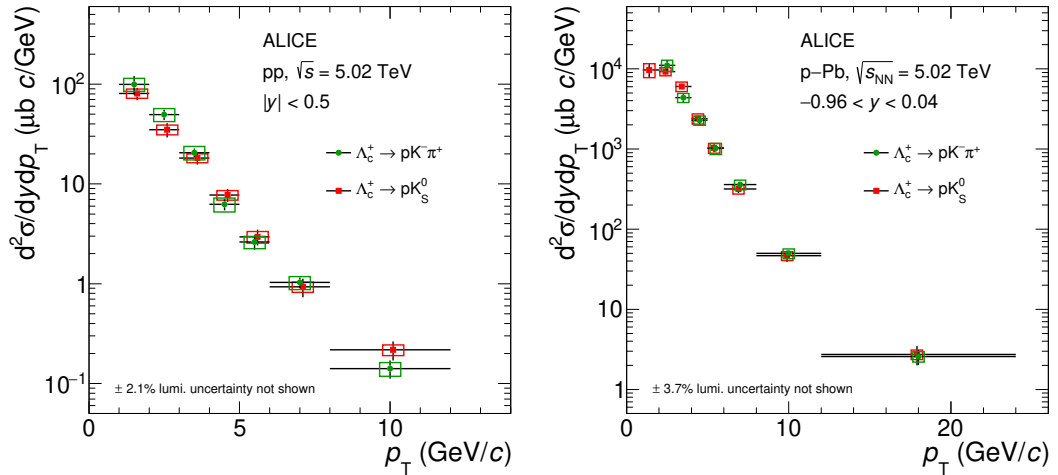 ALICE
pp, √s = 5.02 TeV
|y| < 0.5
Λc+ → pK−π+
Λc+ → pK0S
± 2.1% lumi. uncertainty not shown
d2σ/dydpT (μb c/GeV)
102
10
1
10−1
0 5 10
pT (GeV/c)
ALICE
p−Pb, √sNN = 5.02 TeV
−0.96 < y < 0.04
Λc+ → pK−π+
Λc+ → pK0S
± 3.7% lumi. uncertainty not shown
d2σ/dydpT (μb c/GeV)
104
103
102
10
1
0 10 20
pT (GeV/c)